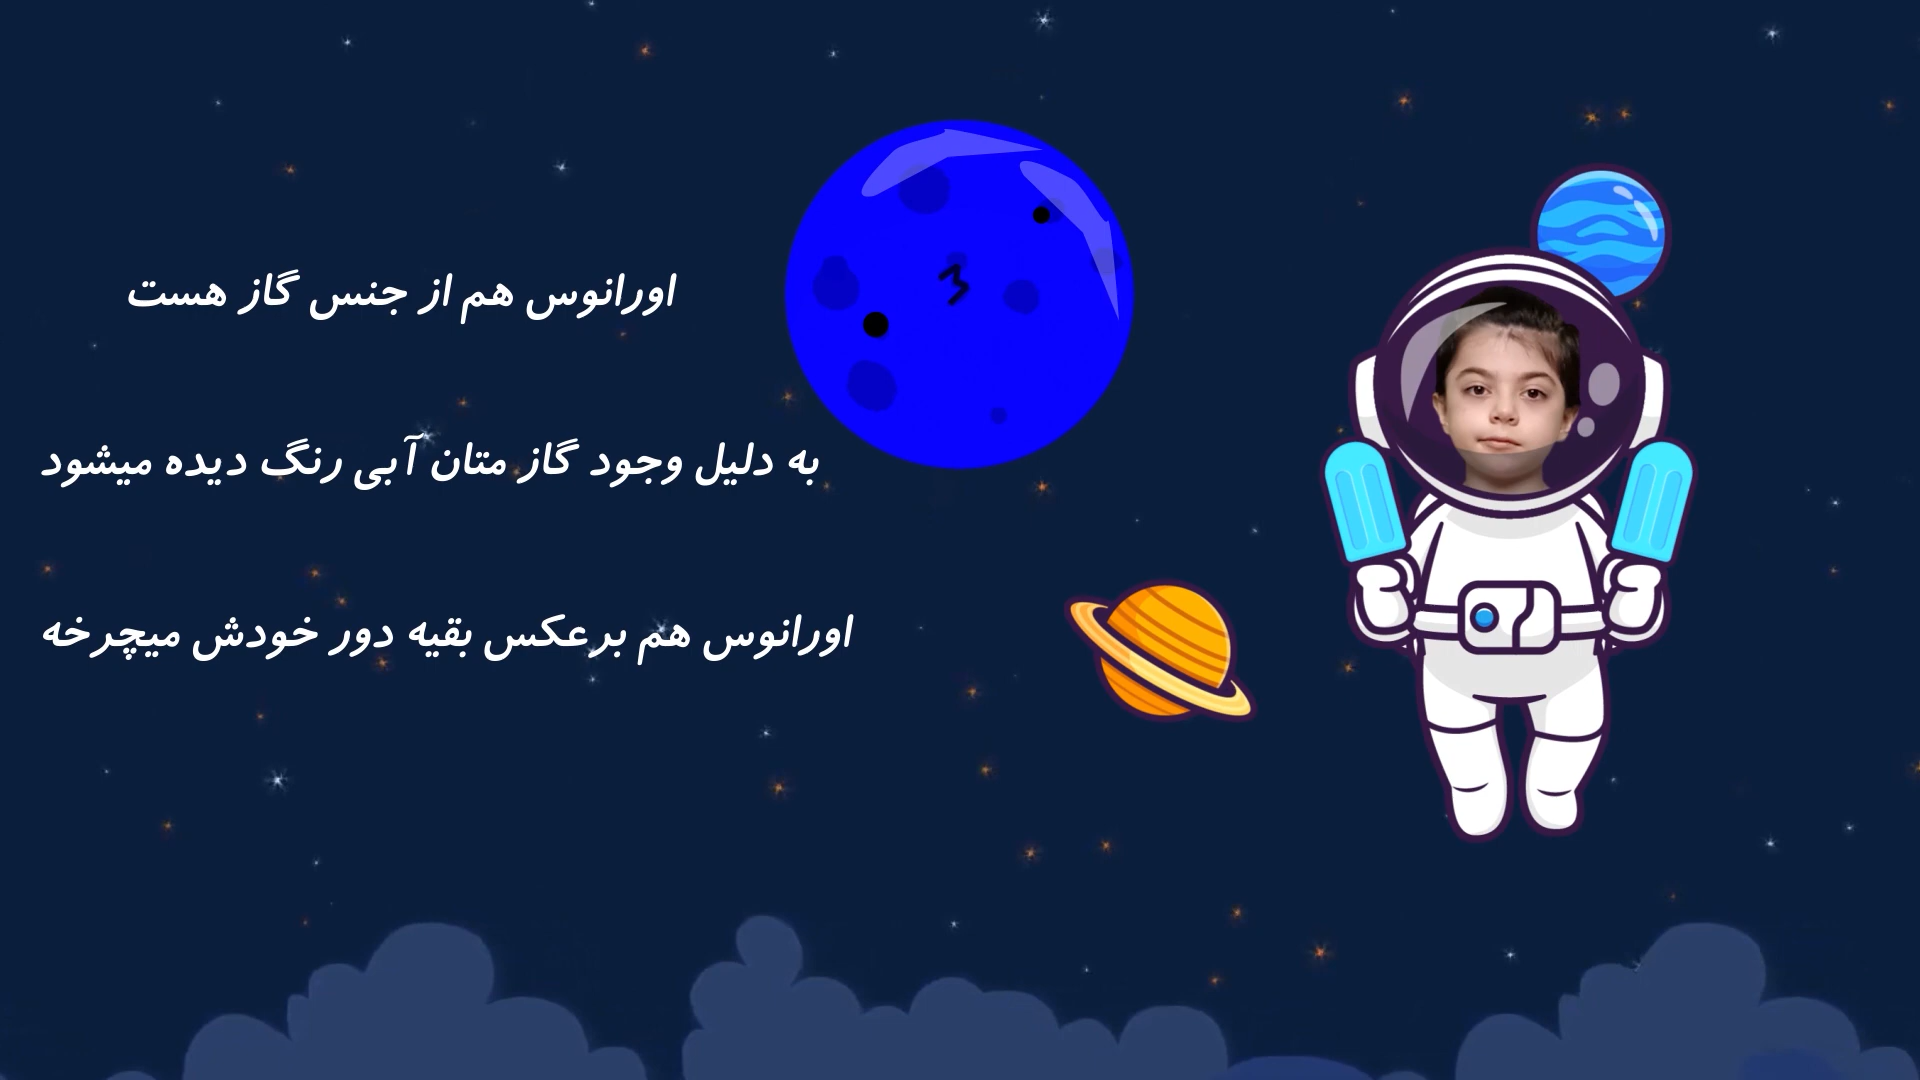 اورانوس هم از جنس گاز هست
به دلیل وجود گاز متان آبی رنگ دیده میشود
اورانوس هم برعکس بقیه دور خودش میچرخه